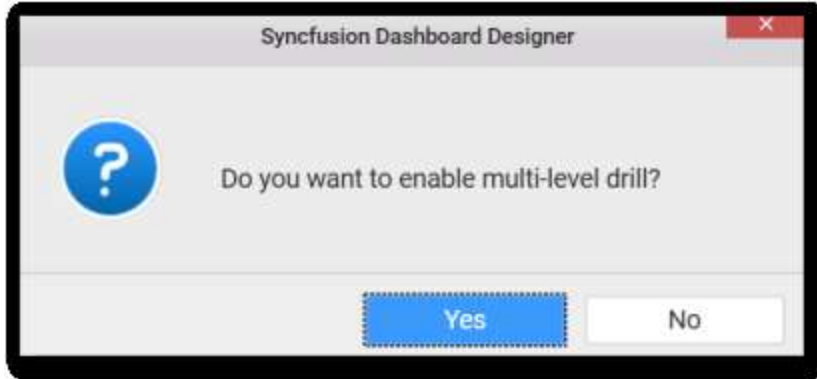 Syncfusion Dashboard Designer
Do you want to enable multi-level drill?
Yes
No